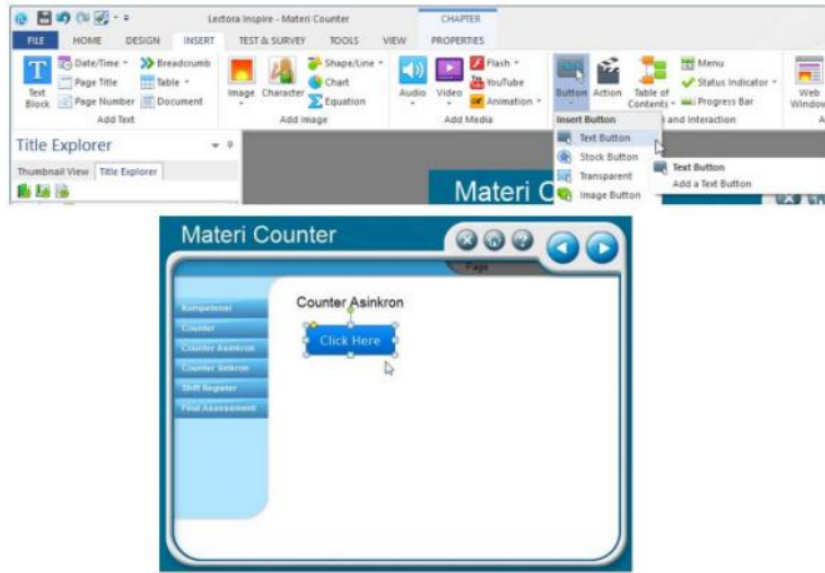 Lectora Inspire - Materi Counter
CHAPTER
FILE HOME DESIGN INSERT TEST & SURVEY TOOLS VIEW PROPERTIES
Text Block
Date/Time
Page Title
Page Number
Breadcrumb
Table
Document
Add Text
Image
Character
Shape/Line
Chart
Equation
Add Image
Audio
Video
Flash
YouTube
Animation
Add Media
Button
Action
Table of Contents
Menu
Status Indicator
Progress Bar
and Interaction
Web Window
Insert Button
Text Button
Stock Button
Transparent
Image Button
Text Button
Add a Text Button
Title Explorer
Thumbnail View Title Explorer
Materi C
Materi Counter
Page
Kompetensi
Counter
Counter Asinkron
Counter Sinkron
Shift Register
Final Assessment
Counter Asinkron
Click Here